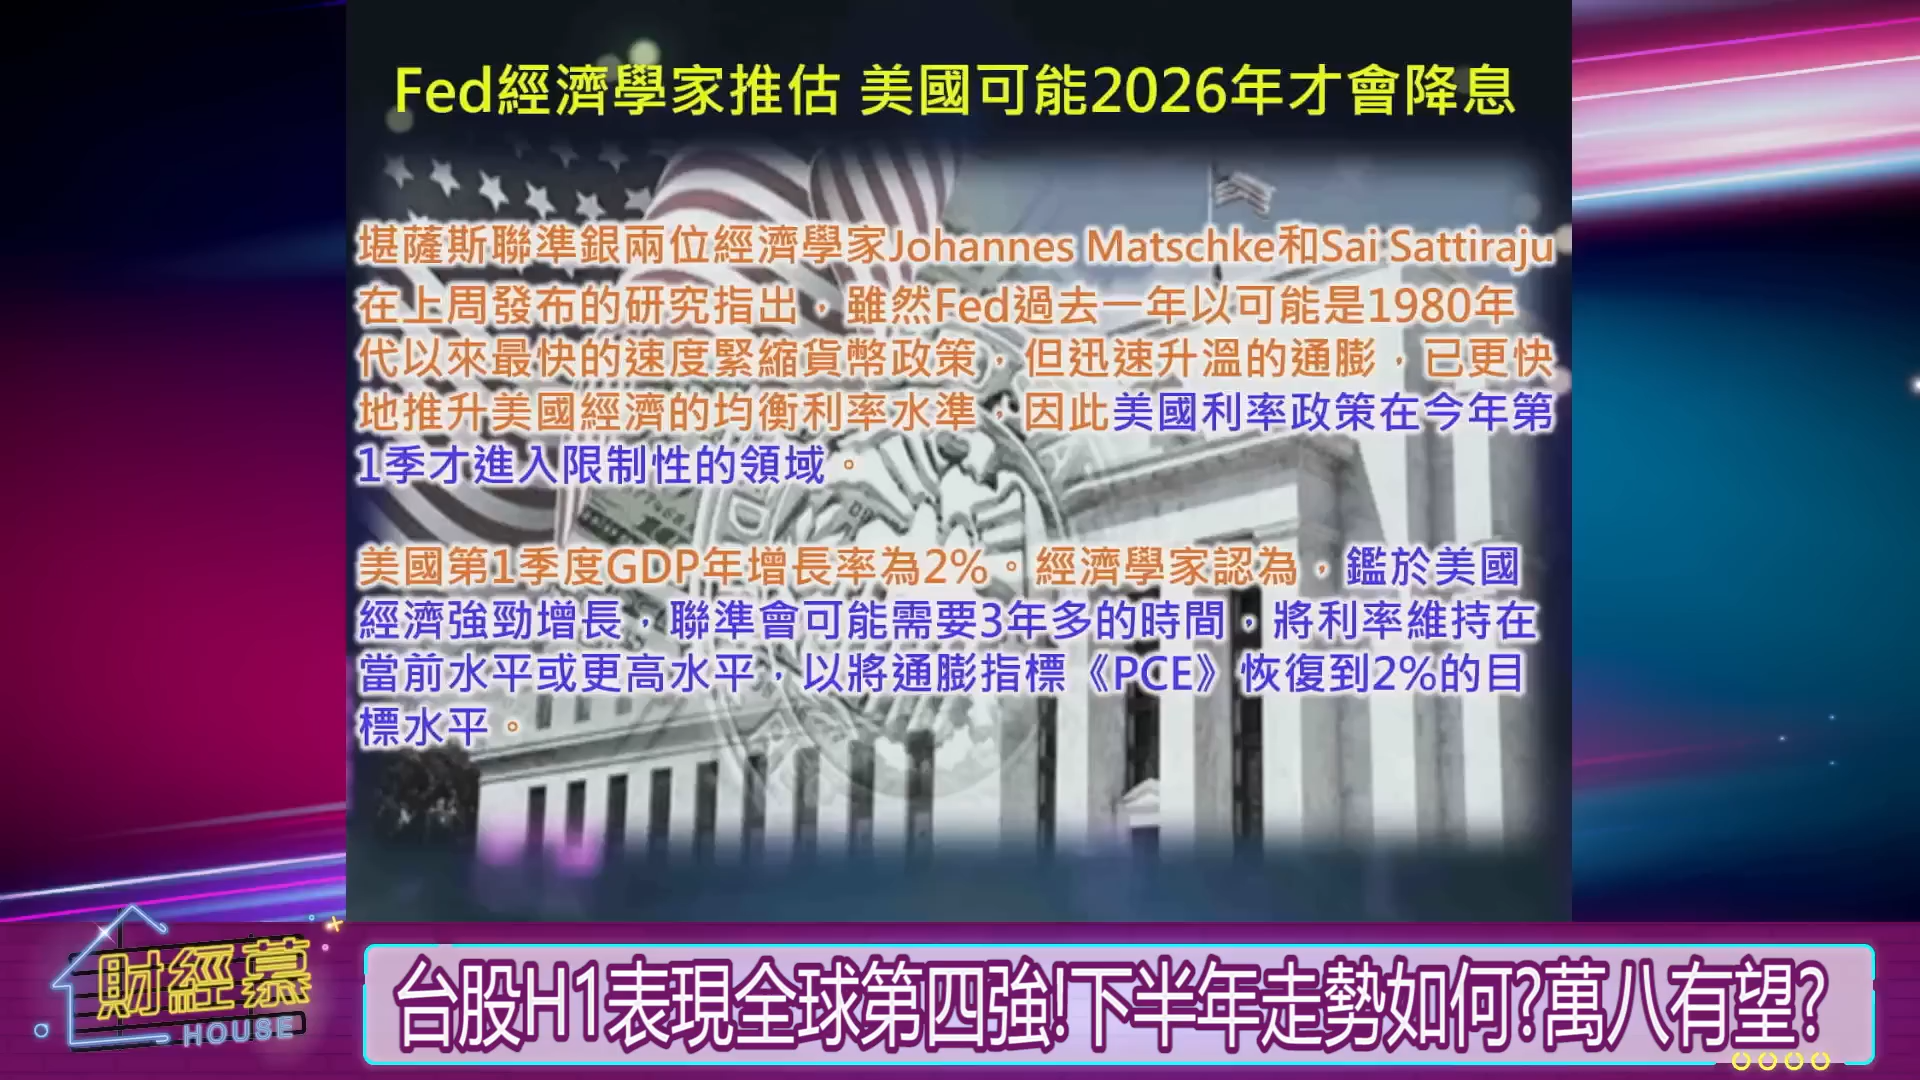 Fed經濟學家推估 美國可能2026年才會降息
堪薩斯聯準銀兩位經濟學家Johannes Matschke和Sai Sattiraju
在上周發布的研究指出，雖然Fed過去一年以可能是1980年
代以來最快的速度緊縮貨幣政策，但迅速升溫的通膨，已更快
地推升美國經濟的均衡利率水準，因此美國利率政策在今年第
1季才進入限制性的領域。
美國第1季度GDP年增長率為2%。經濟學家認為，鑑於美國
經濟強勁增長，聯準會可能需要3年多的時間，將利率維持在
當前水平或更高水平，以將通膨指標《PCE》恢復到2%的目
標水平。
財經慕
HOUSE
台股H1表現全球第四強!下半年走勢如何?萬八有望?